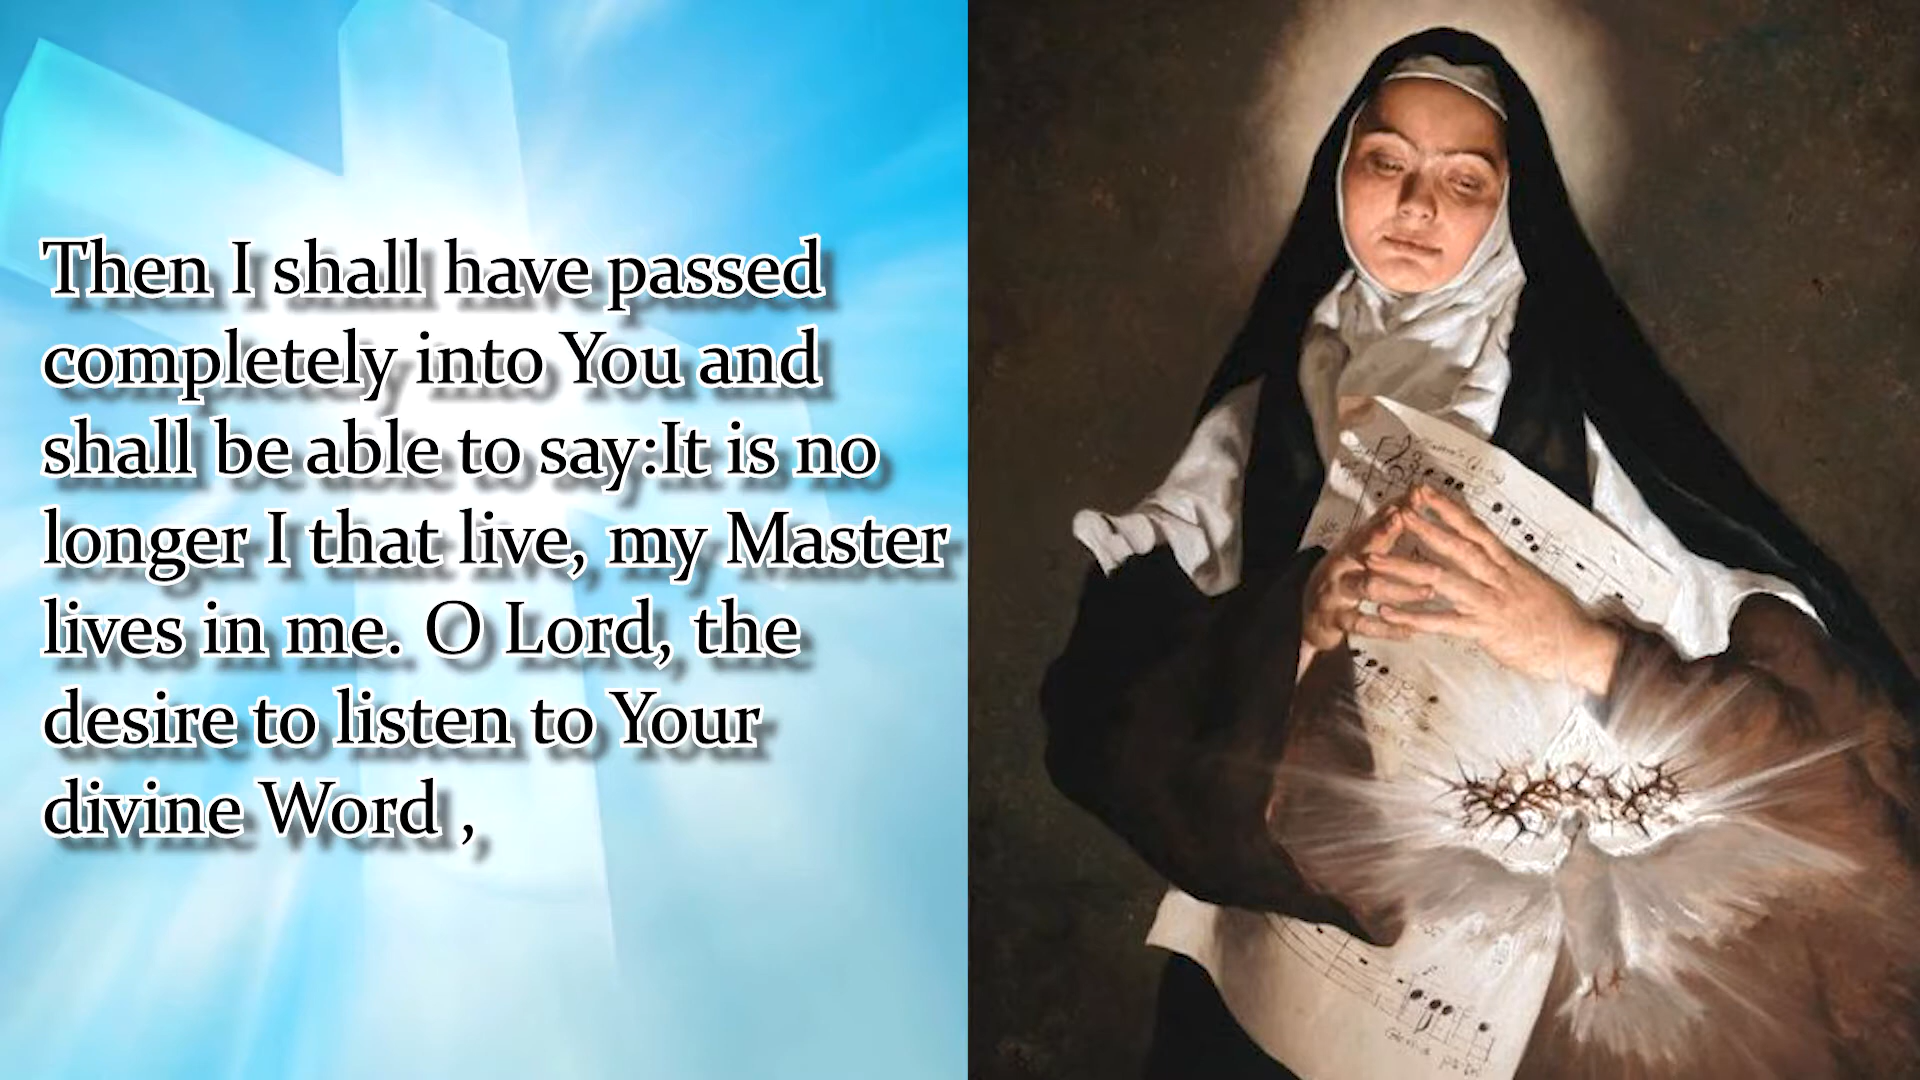 Then I shall have passed
completely into You and
shall be able to say:It is no
longer I that live, my Master
lives in me. O Lord, the
desire to listen to Your
divine Word ,